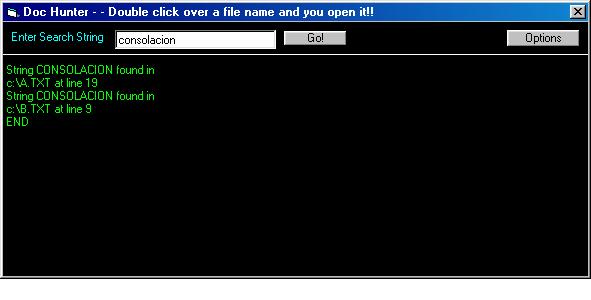 Doc Hunter - - Double click over a file name and you open it!!
Enter Search String consolacion Go! Options
String CONSOLACION found in
c:\A.TXT at line 19
String CONSOLACION found in
c:\B.TXT at line 9
END